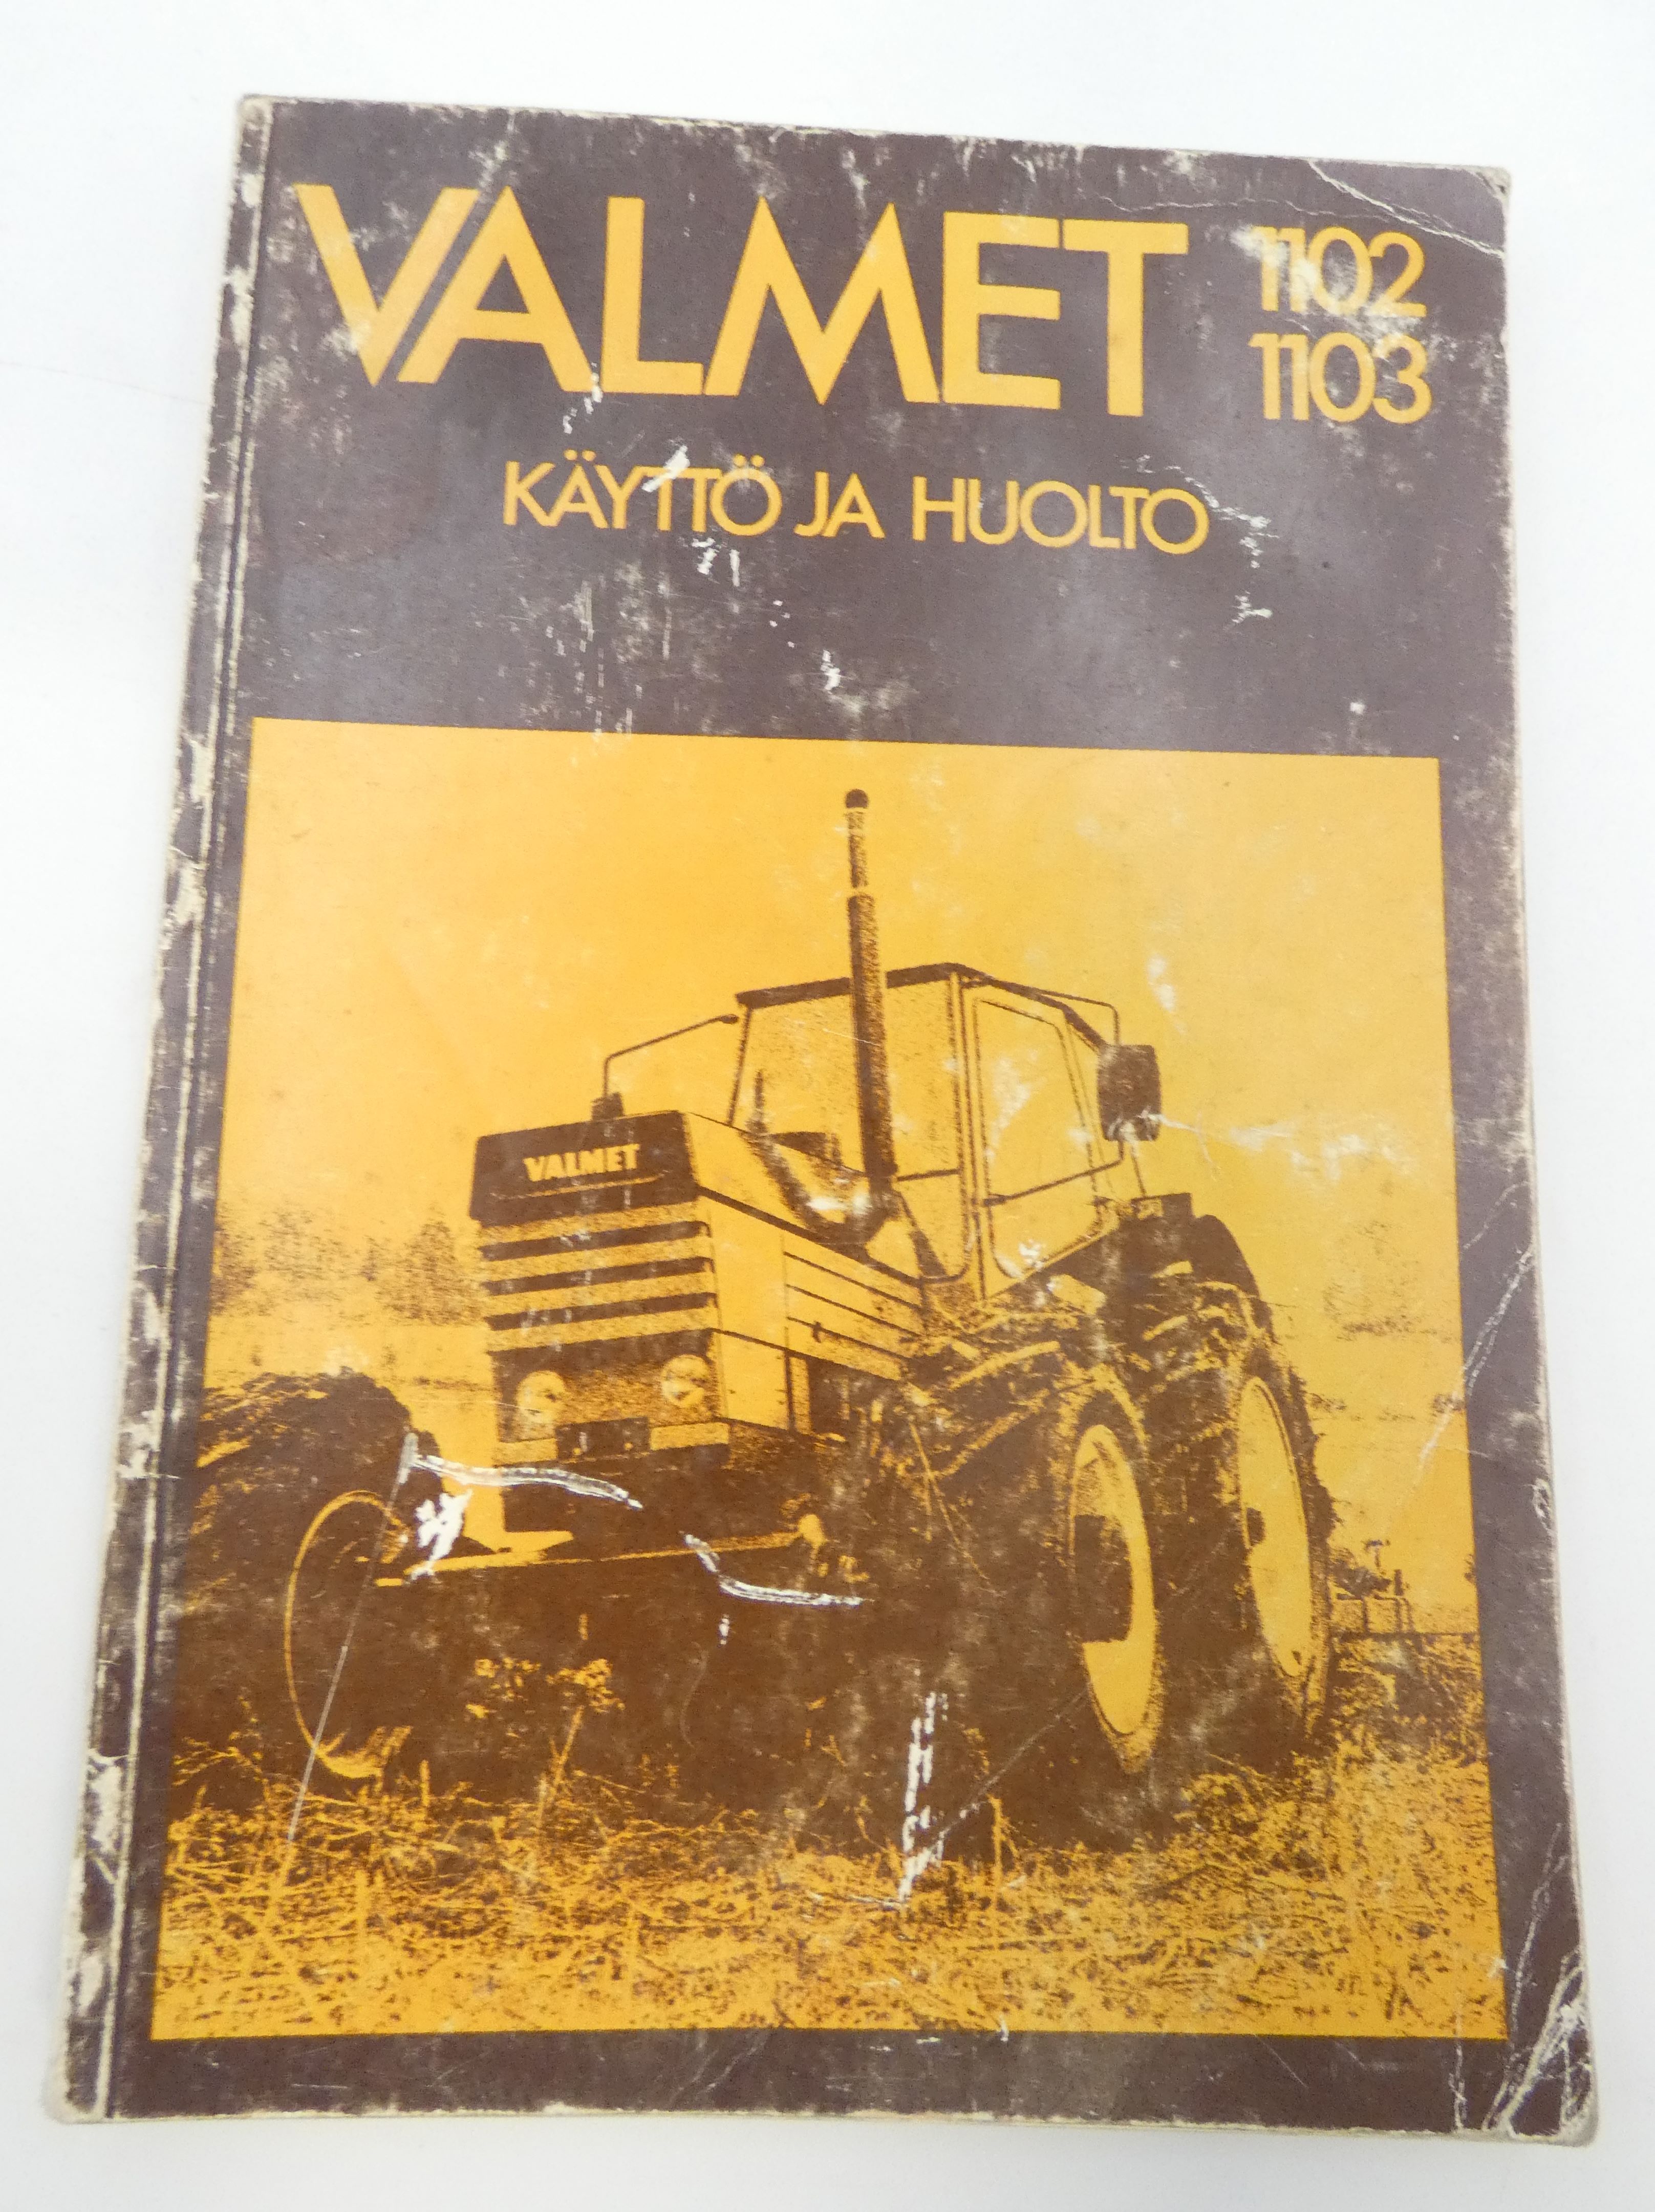 VALMET 1102
1103
KÄYTTÖ JA HUOLTO
VALMET